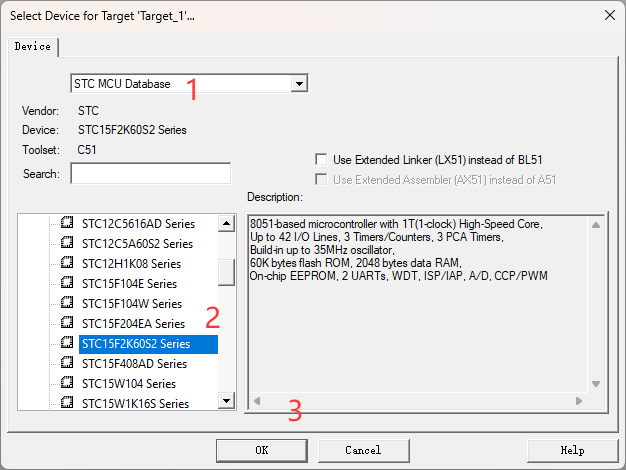 Select Device for Target 'Target_1'...
Device
STC MCU Database
1
Vendor: STC
Device: STC15F2K60S2 Series
Toolset: C51
Search:
Use Extended Linker (LX51) instead of BL51
Use Extended Assembler (AX51) instead of A51
Description:
STC12C5616AD Series
STC12C5A60S2 Series
STC12H1K08 Series
STC15F104E Series
STC15F104W Series
STC15F204EA Series
2
STC15F2K60S2 Series
STC15F408AD Series
STC15W104 Series
STC15W1K16S Series
8051-based microcontroller with 1T(1-clock) High-Speed Core,
Up to 42 I/O Lines, 3 Timers/Counters, 3 PCA Timers,
Build-in up to 35MHz oscillator,
60K bytes flash ROM, 2048 bytes data RAM,
On-chip EEPROM, 2 UARTs, WDT, ISP/IAP, A/D, CCP/PWM
3
OK
Cancel
Help